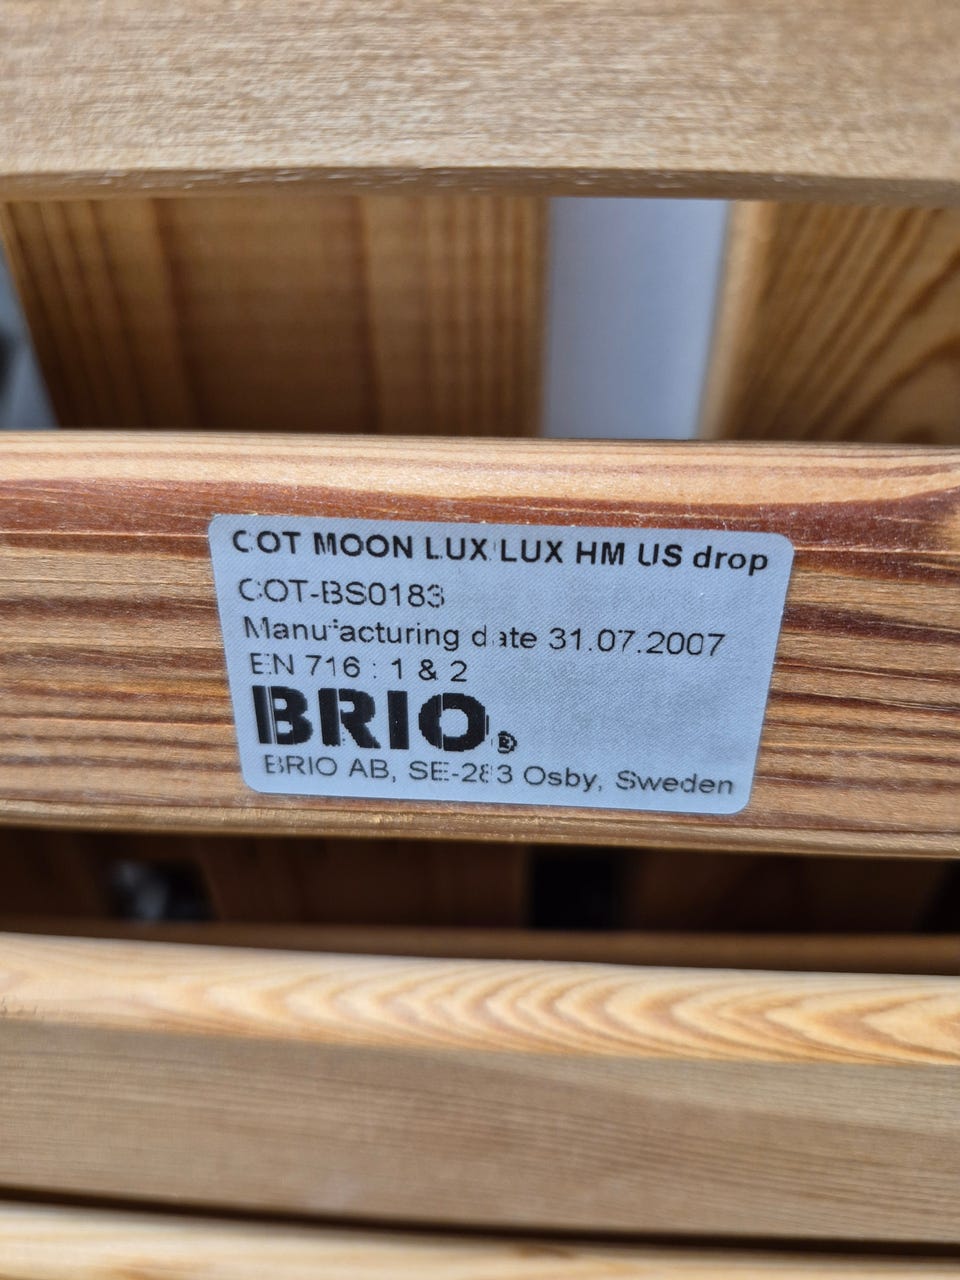 COT MOON LUX/LUX HM US drop
COT-BS0183
Manufacturing date 31.07.2007
EN 716 : 1 & 2
BRIO®
BRIO AB, SE-283 Osby, Sweden